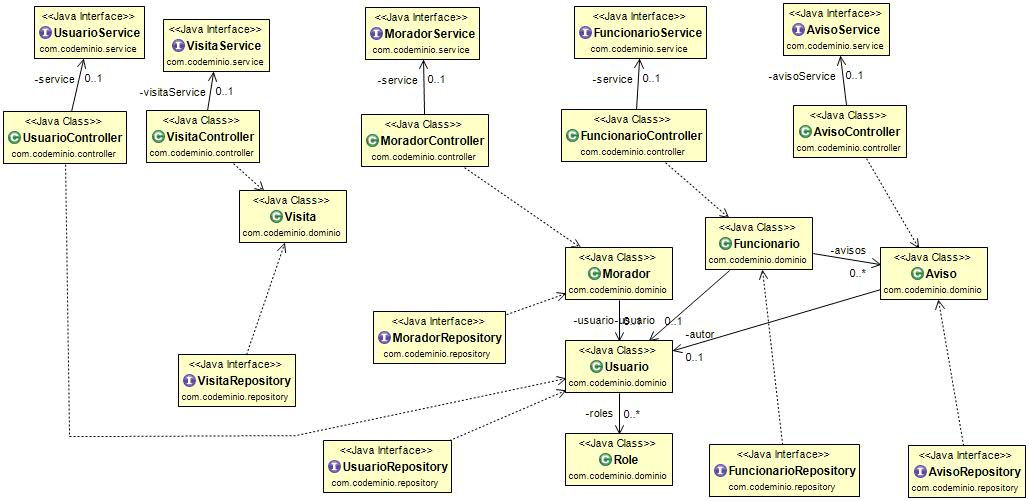 <<Java Interface>>
UsuarioService
com.codeminio.service
<<Java Interface>>
VisitaService
com.codeminio.service
<<Java Interface>>
MoradorService
com.codeminio.service
<<Java Interface>>
FuncionarioService
com.codeminio.service
<<Java Interface>>
AvisoService
com.codeminio.service
-service 0..1
-visitaService 0..1
-service 0..1
-service 0..1
-avisoService 0..1
<<Java Class>>
UsuarioController
com.codeminio.controller
<<Java Class>>
VisitaController
com.codeminio.controller
<<Java Class>>
MoradorController
com.codeminio.controller
<<Java Class>>
FuncionarioController
com.codeminio.controller
<<Java Class>>
AvisoController
com.codeminio.controller
<<Java Class>>
Visita
com.codeminio.dominio
<<Java Class>>
Funcionario
com.codeminio.dominio
-avisos
0..*
<<Java Class>>
Morador
com.codeminio.dominio
<<Java Class>>
Aviso
com.codeminio.dominio
<<Java Interface>>
MoradorRepository
com.codeminio.repository
-usuario
0..1
-usuario
0..1
-autor
0..1
<<Java Class>>
Usuario
com.codeminio.dominio
<<Java Interface>>
VisitaRepository
com.codeminio.repository
-roles 0..*
<<Java Class>>
Role
com.codeminio.dominio
<<Java Interface>>
UsuarioRepository
com.codeminio.repository
<<Java Interface>>
FuncionarioRepository
com.codeminio.repository
<<Java Interface>>
AvisoRepository
com.codeminio.repository